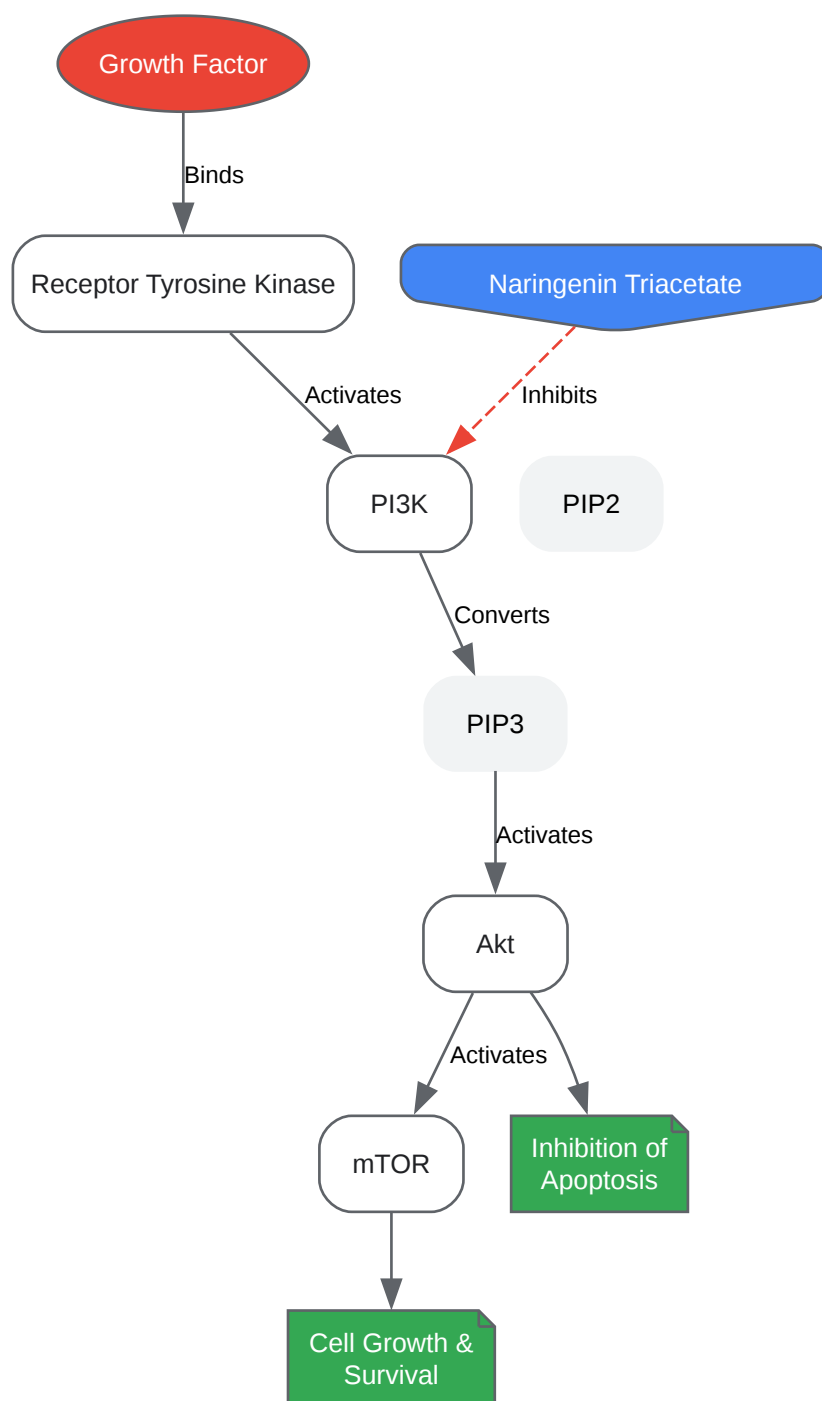 Growth Factor
Binds
Receptor Tyrosine Kinase
Naringenin Triacetate
Activates
Inhibits
PI3K
PIP2
Converts
PIP3
Activates
Akt
Activates
mTOR
Inhibition of
Apoptosis
Cell Growth &
Survival